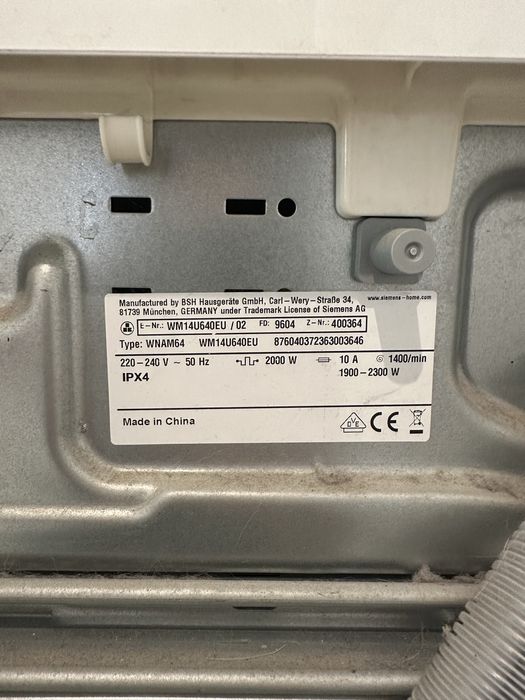 Manufactured by BSH Hausgeräte GmbH, Carl-Wery-Straße 34,
www.siemens-home.com
81739 München, GERMANY under Trademark License of Siemens AG
E-Nr.: WM14U640EU / 02 FD: 9604 Z-Nr.: 400364
Type: WNAM64 WM14U640EU 876040372363003646
220-240 V ~ 50 Hz 2000 W 10 A 1400/min
IPX4 1900-2300 W
Made in China
DVE CE